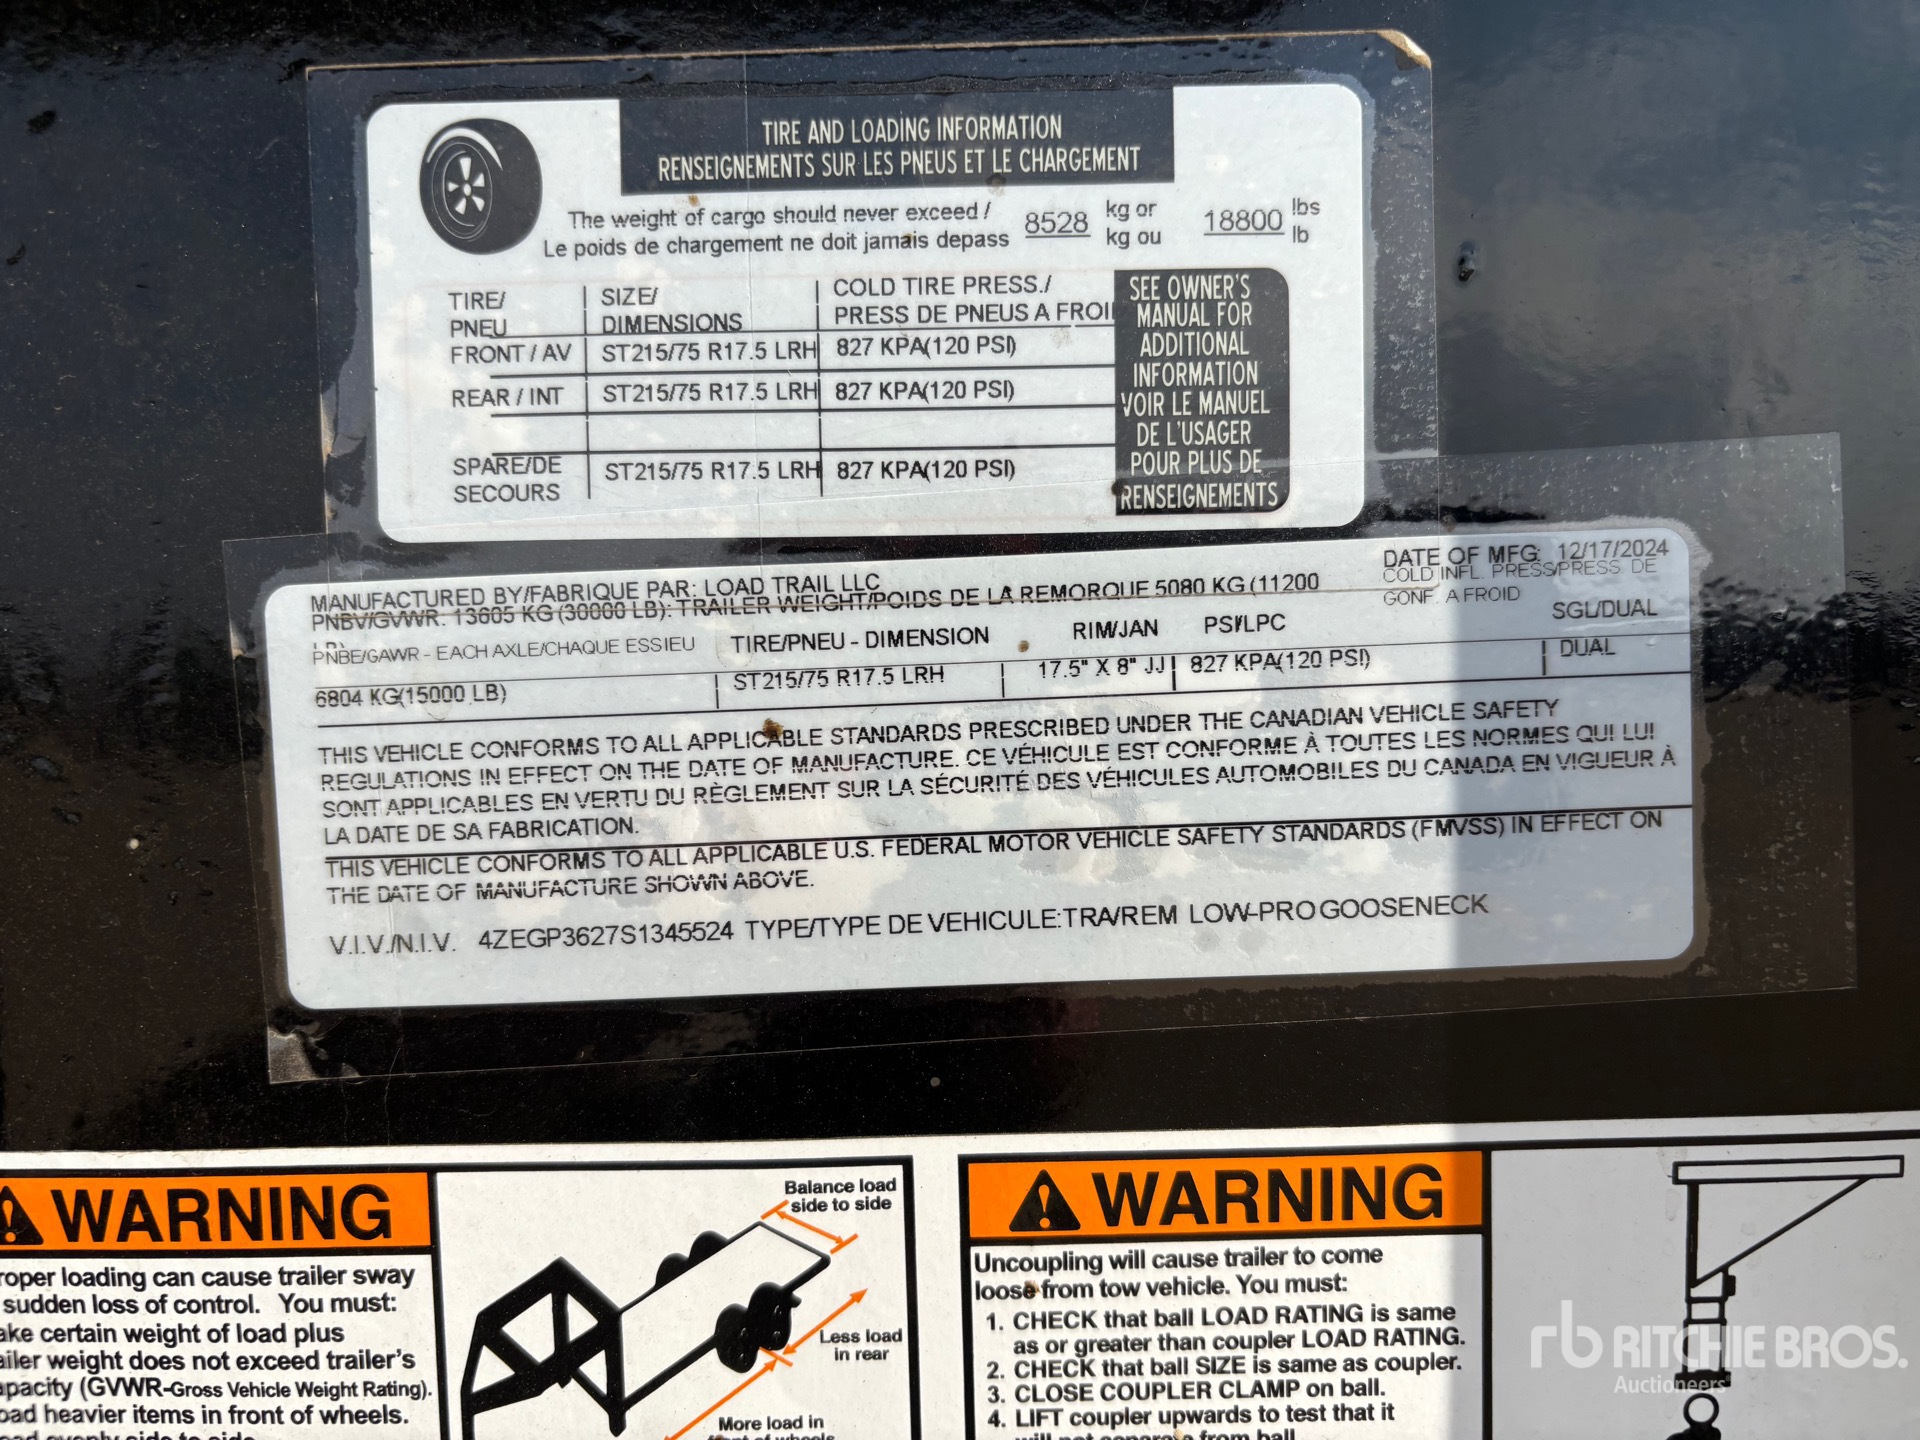 TIRE AND LOADING INFORMATION
RENSEIGNEMENTS SUR LES PNEUS ET LE CHARGEMENT
The weight of cargo should never exceed / 8528 kg or 18800 lbs
Le poids de chargement ne doit jamais depass kg ou lb
TIRE/ SIZE/ COLD TIRE PRESS./
PNEU DIMENSIONS PRESS DE PNEUS A FROI
FRONT / AV ST215/75 R17.5 LRH 827 KPA(120 PSI)
REAR / INT ST215/75 R17.5 LRH 827 KPA(120 PSI)
SPARE/DE ST215/75 R17.5 LRH 827 KPA(120 PSI)
SECOURS
SEE OWNER'S
MANUAL FOR
ADDITIONAL
INFORMATION
VOIR LE MANUEL
DE L'USAGER
POUR PLUS DE
RENSEIGNEMENTS
MANUFACTURED BY/FABRIQUE PAR: LOAD TRAIL LLC DATE OF MFG: 12/17/2024
PNBV/GVWR: 13605 KG (30000 LB): TRAILER WEIGHT/POIDS DE LA REMORQUE 5080 KG (11200
LB)
COLD INFL. PRESS/PRESS. DE
GONF. A FROID
PNBE/GAWR - EACH AXLE/CHAQUE ESSIEU TIRE/PNEU - DIMENSION RIM/JAN PSI/LPC SGL/DUAL
6804 KG(15000 LB) ST215/75 R17.5 LRH 17.5" X 8" JJ 827 KPA(120 PSI) DUAL
THIS VEHICLE CONFORMS TO ALL APPLICABLE STANDARDS PRESCRIBED UNDER THE CANADIAN VEHICLE SAFETY
REGULATIONS IN EFFECT ON THE DATE OF MANUFACTURE. CE VÉHICULE EST CONFORME À TOUTES LES NORMES QUI LUI
SONT APPLICABLES EN VERTU DU RÈGLEMENT SUR LA SÉCURITÉ DES VÉHICULES AUTOMOBILES DU CANADA EN VIGUEUR À
LA DATE DE SA FABRICATION.
THIS VEHICLE CONFORMS TO ALL APPLICABLE U.S. FEDERAL MOTOR VEHICLE SAFETY STANDARDS (FMVSS) IN EFFECT ON
THE DATE OF MANUFACTURE SHOWN ABOVE.
V.I.V./N.I.V. 4ZEGP3627S1345524 TYPE/TYPE DE VEHICULE:TRA/REM LOW-PRO GOOSENECK
WARNING
roper loading can cause trailer sway
sudden loss of control. You must:
ake certain weight of load plus
ailer weight does not exceed trailer's
apacity (GVWR-Gross Vehicle Weight Rating).
oad heavier items in front of wheels.
oad evenly side to side.
Balance load
side to side
Less load
in rear
More load in
front of wheels
WARNING
Uncoupling will cause trailer to come
loose from tow vehicle. You must:
1. CHECK that ball LOAD RATING is same
as or greater than coupler LOAD RATING.
2. CHECK that ball SIZE is same as coupler.
3. CLOSE COUPLER CLAMP on ball.
4. LIFT coupler upwards to test that it
will not separate from ball.
rb RITCHIE BROS.
Auctioneers